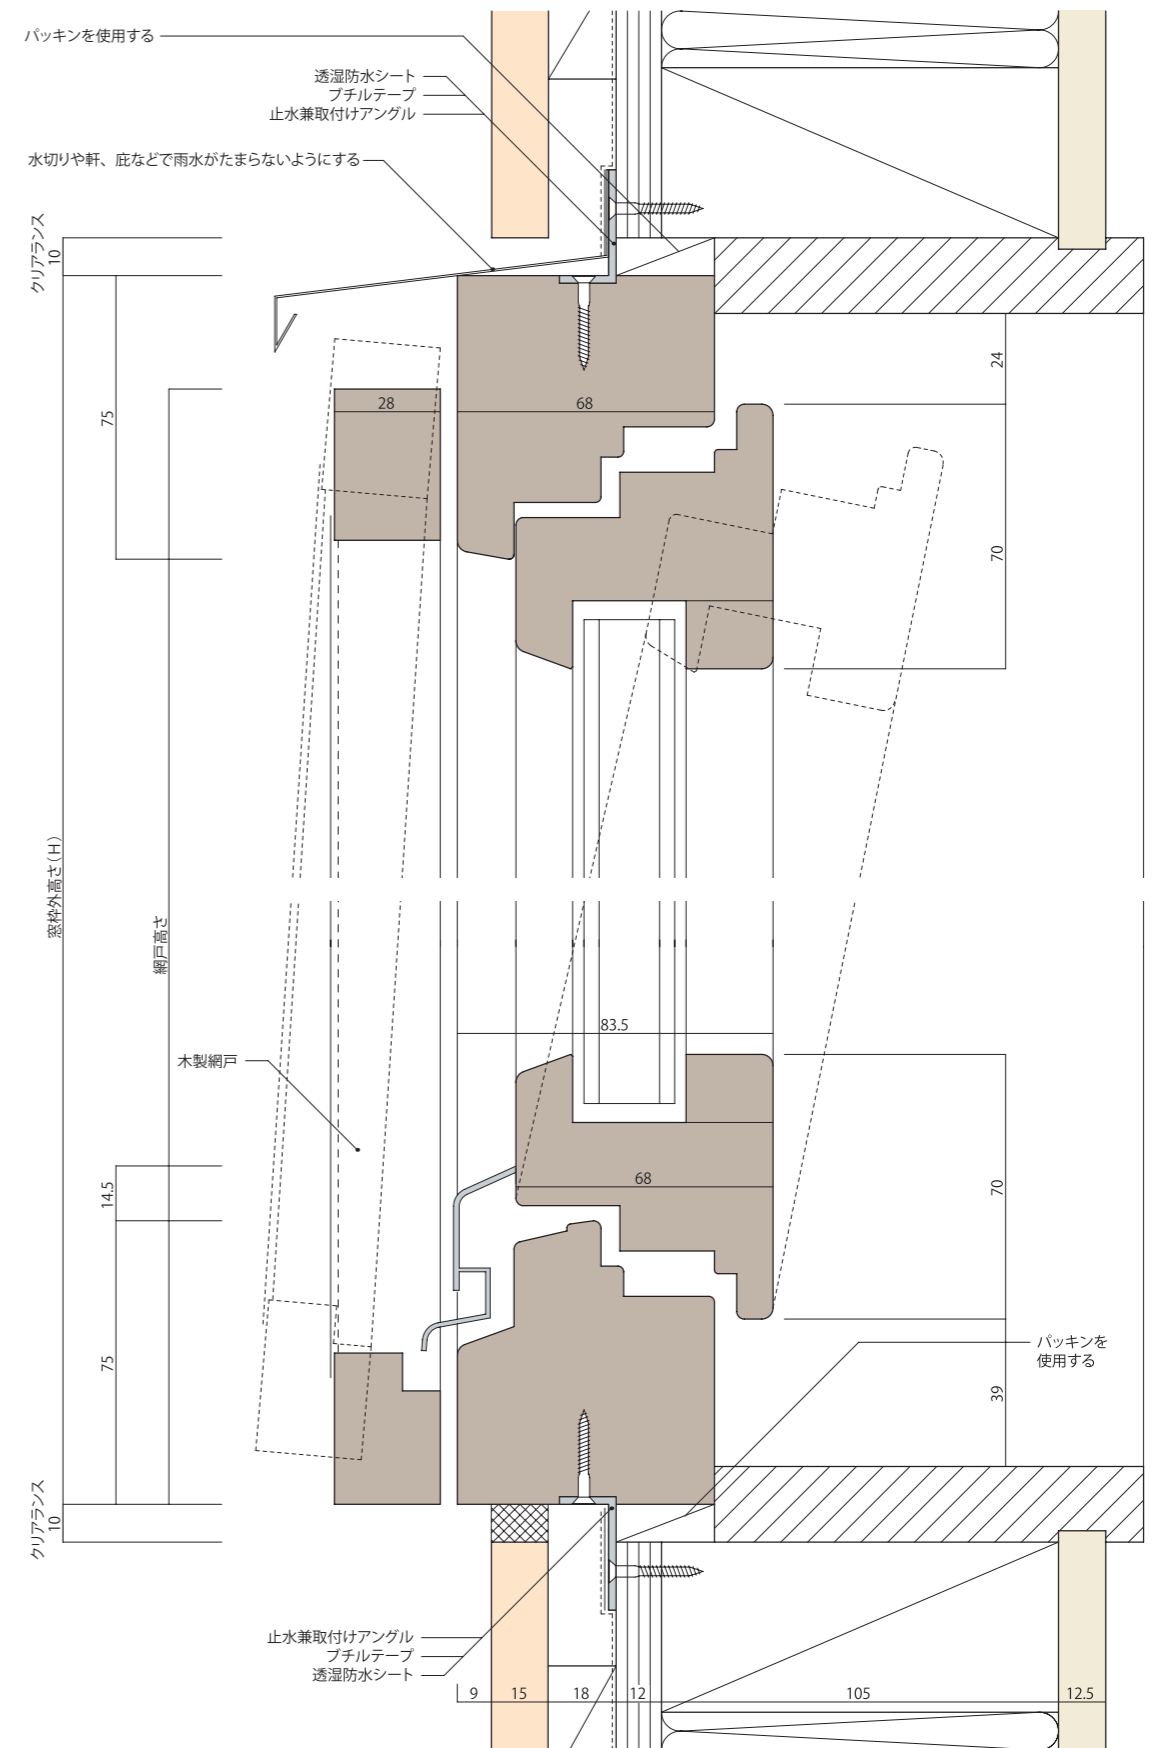 パッキンを使用する
透湿防水シート
ブチルテープ
止水兼取付けアングル
水切りや軒、庇などで雨水がたまらないようにする
クリアランス
10
75
28
68
24
70
窓枠外高さ（H）
網戸高さ
83.5
木製網戸
14.5
68
70
75
パッキンを
使用する
39
クリアランス
10
止水兼取付けアングル
ブチルテープ
透湿防水シート
9 15 18 12 105 12.5